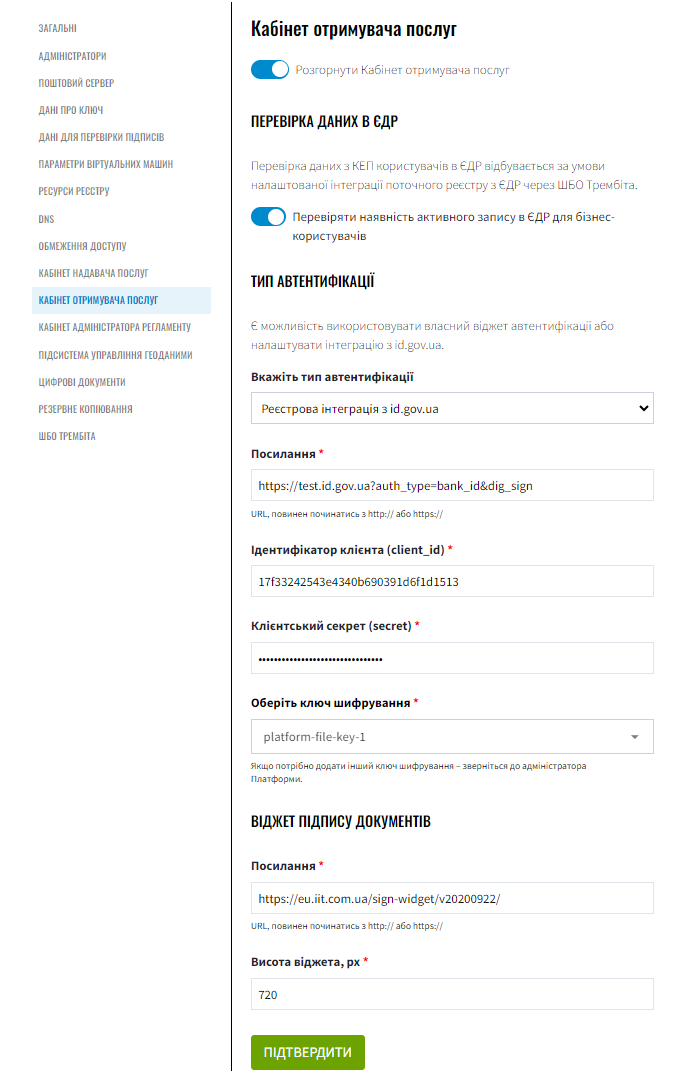 ЗАГАЛЬНІ
АДМІНІСТРАТОРИ
ПОШТОВИЙ СЕРВЕР
ДАНІ ПРО КЛЮЧ
ДАНІ ДЛЯ ПЕРЕВІРКИ ПІДПИСІВ
ПАРАМЕТРИ ВІРТУАЛЬНИХ МАШИН
РЕСУРСИ РЕЄСТРУ
DNS
ОБМЕЖЕННЯ ДОСТУПУ
КАБІНЕТ НАДАВАЧА ПОСЛУГ
КАБІНЕТ ОТРИМУВАЧА ПОСЛУГ
КАБІНЕТ АДМІНІСТРАТОРА РЕГЛАМЕНТУ
ПІДСИСТЕМА УПРАВЛІННЯ ГЕОДАНИМИ
ЦИФРОВІ ДОКУМЕНТИ
РЕЗЕРВНЕ КОПІЮВАННЯ
ШБО ТРЕМБІТА
Кабінет отримувача послуг
Розгорнути Кабінет отримувача послуг
ПЕРЕВІРКА ДАНИХ В ЄДР
Перевірка даних з КЕП користувачів в ЄДР відбувається за умови
налаштованої інтеграції поточного реєстру з ЄДР через ШБО Трембіта.
Перевіряти наявність активного запису в ЄДР для бізнес-
користувачів
ТИП АВТЕНТИФІКАЦІЇ
Є можливість використовувати власний віджет автентифікації або
налаштувати інтеграцію з id.gov.ua.
Вкажіть тип автентифікації
Реєстрова інтеграція з id.gov.ua
Посилання *
https://test.id.gov.ua?auth_type=bank_id&dig_sign
URL, повинен починатись з http:// або https://
Ідентифікатор клієнта (client_id) *
17f33242543e4340b690391d6f1d1513
Клієнтський секрет (secret) *
••••••••••••••••••••••••••••••••
Оберіть ключ шифрування *
platform-file-key-1
Якщо потрібно додати інший ключ шифрування – зверніться до адміністратора
Платформи.
ВІДЖЕТ ПІДПИСУ ДОКУМЕНТІВ
Посилання *
https://eu.iit.com.ua/sign-widget/v20200922/
URL, повинен починатись з http:// або https://
Висота віджета, px *
720
ПІДТВЕРДИТИ